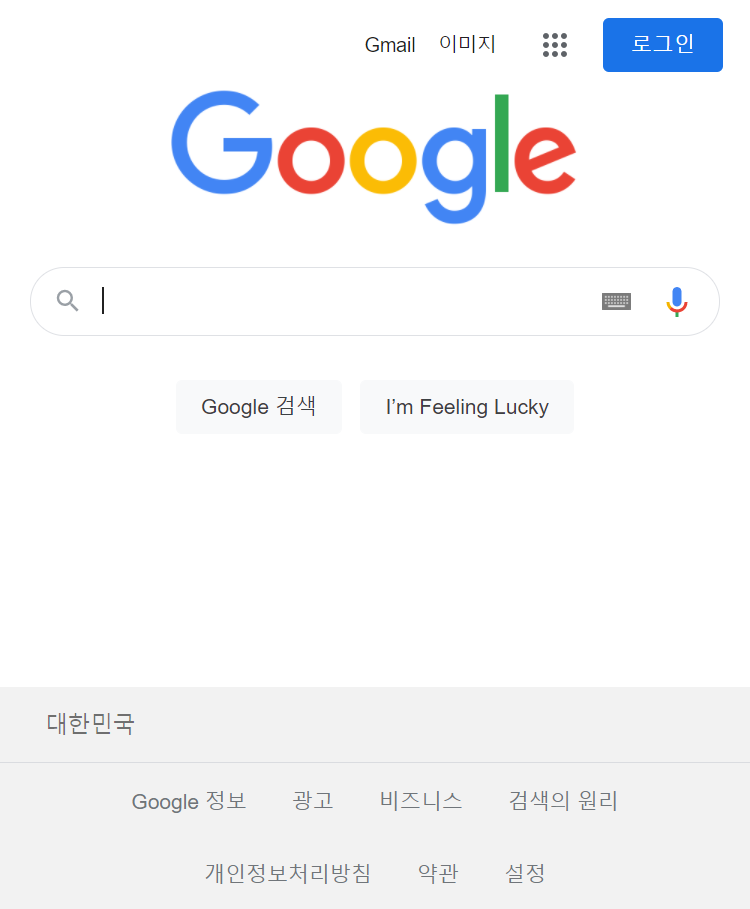 Gmail 이미지 로그인
Google
Google 검색 I’m Feeling Lucky
대한민국
Google 정보 광고 비즈니스 검색의 원리
개인정보처리방침 약관 설정